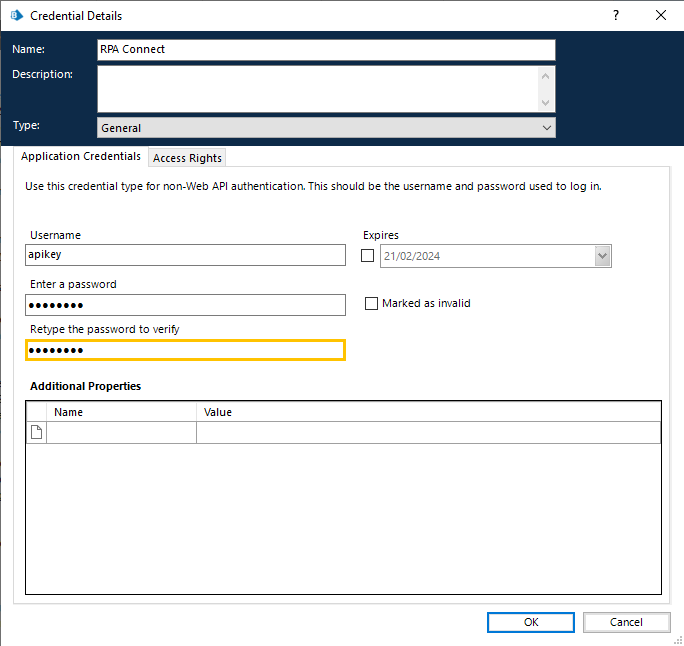 Credential Details
?
Name:
RPA Connect
Description:
Type:
General
Application Credentials
Access Rights
Use this credential type for non-Web API authentication. This should be the username and password used to log in.
Username
Expires
apikey
21/02/2024
Enter a password
●●●●●●●●
Marked as invalid
Retype the password to verify
●●●●●●●●
Additional Properties
Name Value
OK
Cancel